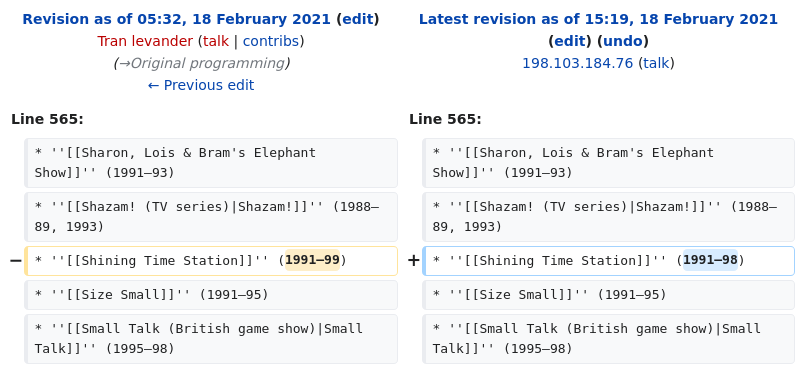 Revision as of 05:32, 18 February 2021 (edit)
Tran levander (talk | contribs)
(→Original programming)
← Previous edit
Line 565:
* ''[[Sharon, Lois & Bram's Elephant
Show]]'' (1991–93)
* ''[[Shazam! (TV series)|Shazam!]]'' (1988–
89, 1993)
− * ''[[Shining Time Station]]'' (1991–99)
* ''[[Size Small]]'' (1991–95)
* ''[[Small Talk (British game show)|Small
Talk]]'' (1995–98)
Latest revision as of 15:19, 18 February 2021
(edit) (undo)
198.103.184.76 (talk)
Line 565:
* ''[[Sharon, Lois & Bram's Elephant
Show]]'' (1991–93)
* ''[[Shazam! (TV series)|Shazam!]]'' (1988–
89, 1993)
+ * ''[[Shining Time Station]]'' (1991–98)
* ''[[Size Small]]'' (1991–95)
* ''[[Small Talk (British game show)|Small
Talk]]'' (1995–98)